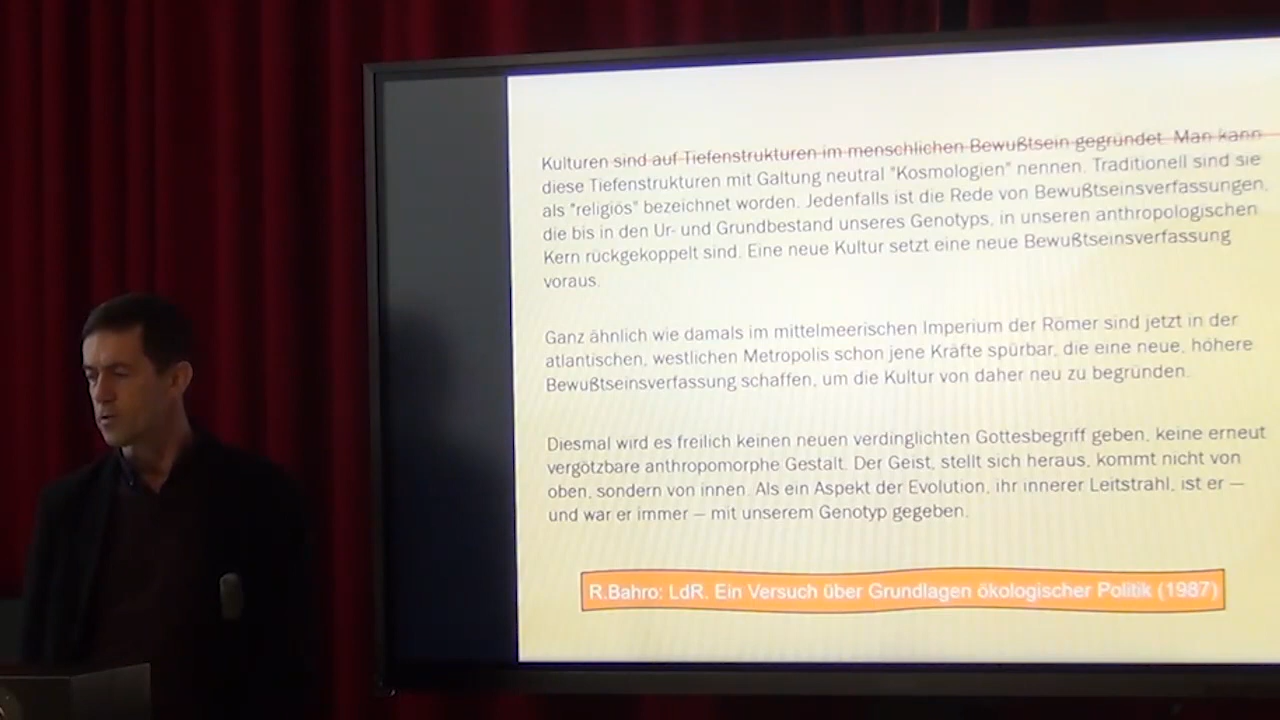 Kulturen sind auf Tiefenstrukturen im menschlichen Bewußtsein gegründet. Man kann
diese Tiefenstrukturen mit Galtung neutral "Kosmologien" nennen. Traditionell sind sie
als "religiös" bezeichnet worden. Jedenfalls ist die Rede von Bewußtseinsverfassungen,
die bis in den Ur- und Grundbestand unseres Genotyps, in unseren anthropologischen
Kern rückgekoppelt sind. Eine neue Kultur setzt eine neue Bewußtseinsverfassung
voraus.
Ganz ähnlich wie damals im mittelmeerischen Imperium der Römer sind jetzt in der
atlantischen, westlichen Metropolis schon jene Kräfte spürbar, die eine neue, höhere
Bewußtseinsverfassung schaffen, um die Kultur von daher neu zu begründen.
Diesmal wird es freilich keinen neuen verdinglichten Gottesbegriff geben, keine erneut
vergötzbare anthropomorphe Gestalt. Der Geist, stellt sich heraus, kommt nicht von
oben, sondern von innen. Als ein Aspekt der Evolution, ihr innerer Leitstrahl, ist er —
und war er immer — mit unserem Genotyp gegeben.
R.Bahro: LdR. Ein Versuch über Grundlagen ökologischer Politik (1987)